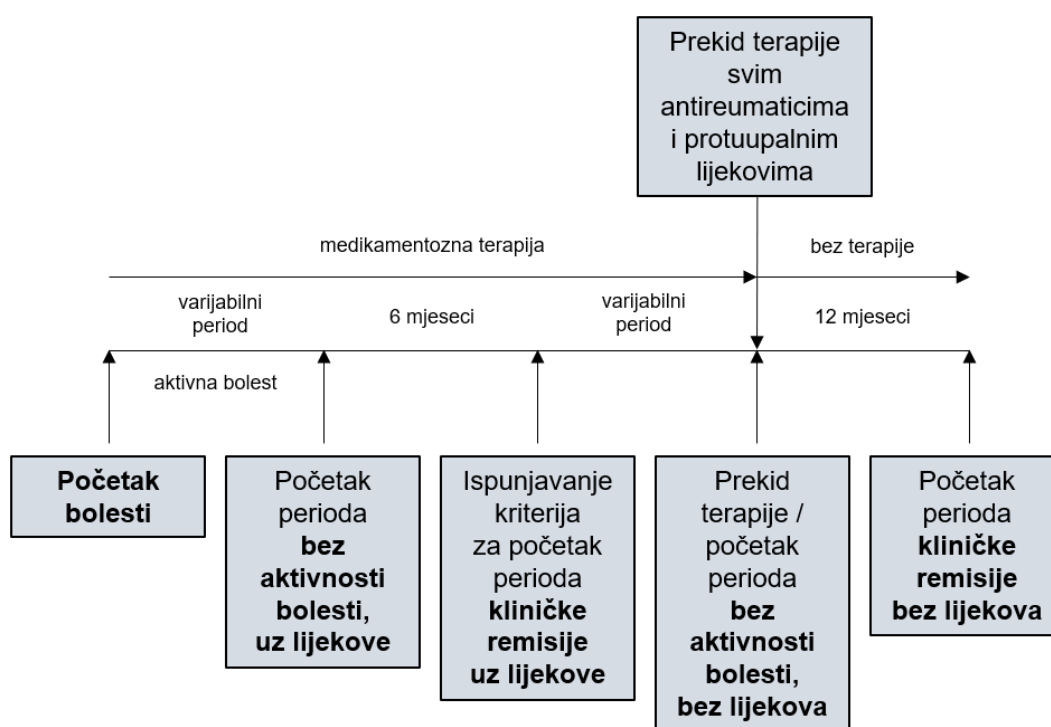 Prekid terapije
svim
antireumaticima
i protuupalnim
lijekovima
medikamentozna terapija
bez terapije
varijabilni
period
6 mjeseci
varijabilni
period
12 mjeseci
aktivna bolest
Početak
bolesti
Početak
perioda
bez
aktivnosti
bolesti,
uz lijekove
Ispunjavanje
kriterija
za početak
perioda
kliničke
remisije
uz lijekove
Prekid
terapije /
početak
perioda
bez
aktivnosti
bolesti,
bez lijekova
Početak
perioda
kliničke
remisije
bez lijekova